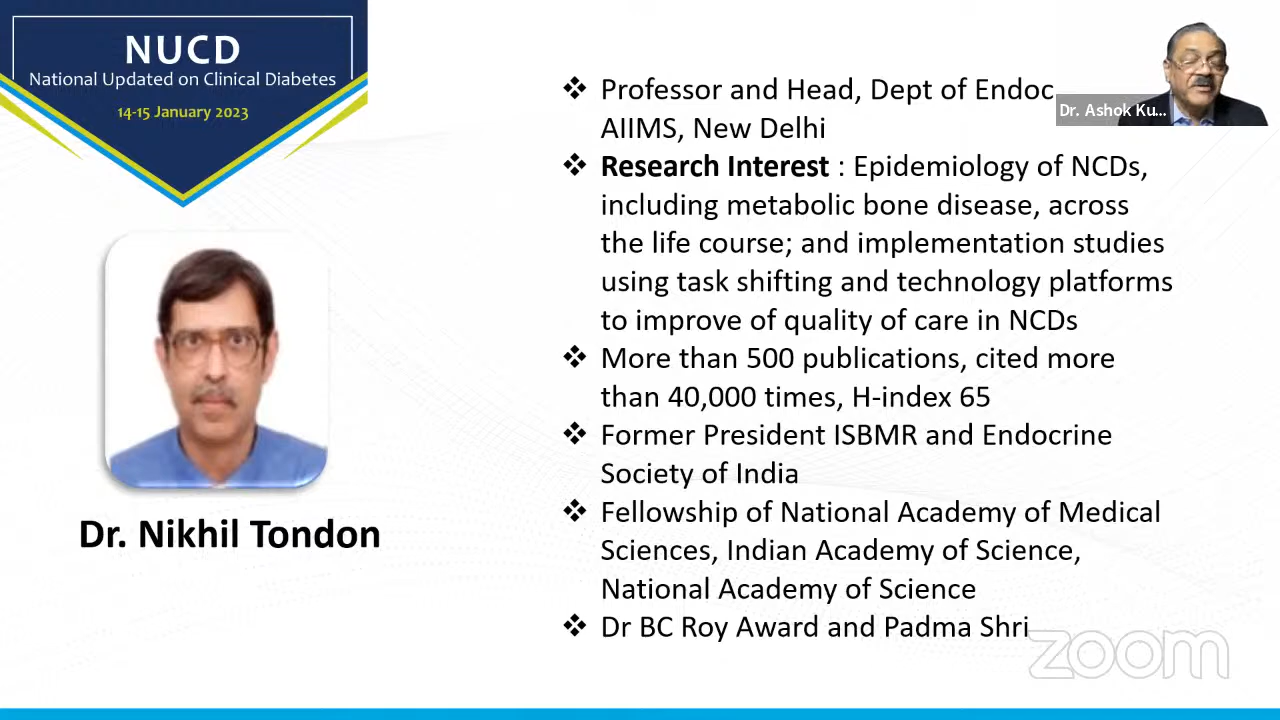 NUCD
National Updated on Clinical Diabetes
14-15 January 2023
Dr. Nikhil Tondon
❖ Professor and Head, Dept of Endoc
AIIMS, New Delhi
❖ Research Interest : Epidemiology of NCDs,
including metabolic bone disease, across
the life course; and implementation studies
using task shifting and technology platforms
to improve of quality of care in NCDs
❖ More than 500 publications, cited more
than 40,000 times, H-index 65
❖ Former President ISBMR and Endocrine
Society of India
❖ Fellowship of National Academy of Medical
Sciences, Indian Academy of Science,
National Academy of Science
❖ Dr BC Roy Award and Padma Shri
Dr. Ashok Ku...
zoom